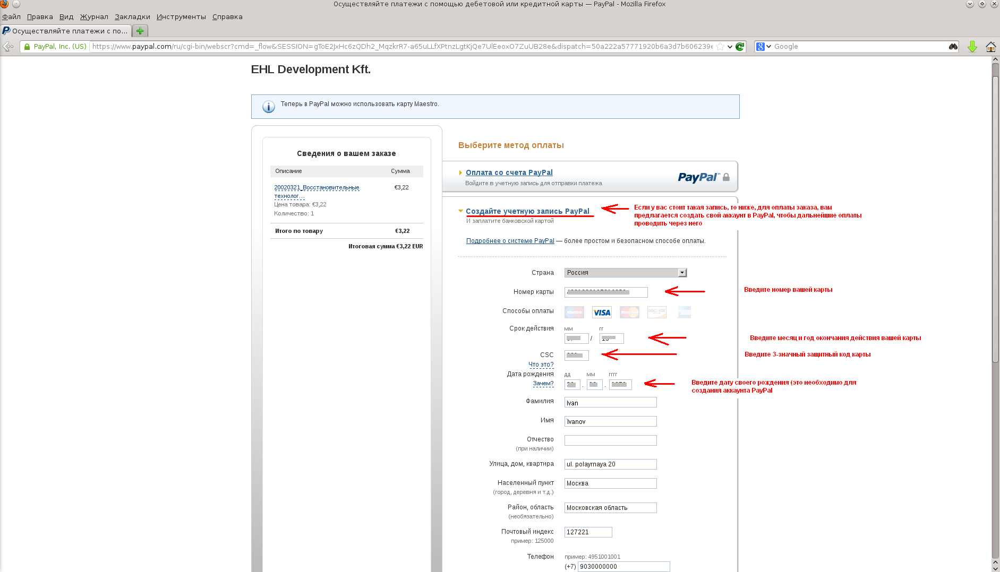 Осуществляйте платежи с помощью дебетовой или кредитной карты — PayPal - Mozilla Firefox
Файл Правка Вид Журнал Закладки Инструменты Справка
Осуществляйте платежи с по...
PayPal, Inc. (US) https://www.paypal.com/ru/cgi-bin/webscr?cmd=_flow&SESSION=gToE2JxHc6zQDh2_MqzkrR7-a65uLLfXPtnzLgtKjQe7UlEeoxO7ZuUB28e&dispatch=50a222a57771920b6a3d7b606239e Google
EHL Development Kft.
Теперь в PayPal можно использовать карту Maestro.
Сведения о вашем заказе
Описание Сумма
20020321_Восстановительные €3,22
технолог...
Цена товара: €3,22
Количество: 1
Итого по товару €3,22
Итоговая сумма €3,22 EUR
Выберите метод оплаты
Оплата со счета PayPal
Войдите в учетную запись для отправки платежа
PayPal
Создайте учетную запись PayPal
И заплатите банковской картой
Если у вас стоит такая запись, то ниже, для оплаты заказа, вам
предлагается создать свой аккаунт в PayPal, чтобы дальнейшие оплаты
проводить через него
Подробнее о системе PayPal — более простом и безопасном способе оплаты.
Страна Россия
Номер карты
Введите номер вашей карты
Способы оплаты Maestro VISA MasterCard DISCOVER
Срок действия мм гг
/
Введите месяц и год окончания действия вашей карты
CSC
Введите 3-значный защитный код карты
Что это?
Дата рождения дд мм гггг
Зачем? . .
Введите дату своего рождения (это необходимо для
создания аккаунта PayPal
Фамилия Ivan
Имя Ivanov
Отчество
(при наличии)
Улица, дом, квартира ul. polayrnaya 20
Населенный пункт Москва
(город, деревня и т.д.)
Район, область Московская область
(необязательно)
Почтовый индекс 127221
пример: 125000
Телефон пример: 4951001001
(+7) 9030000000